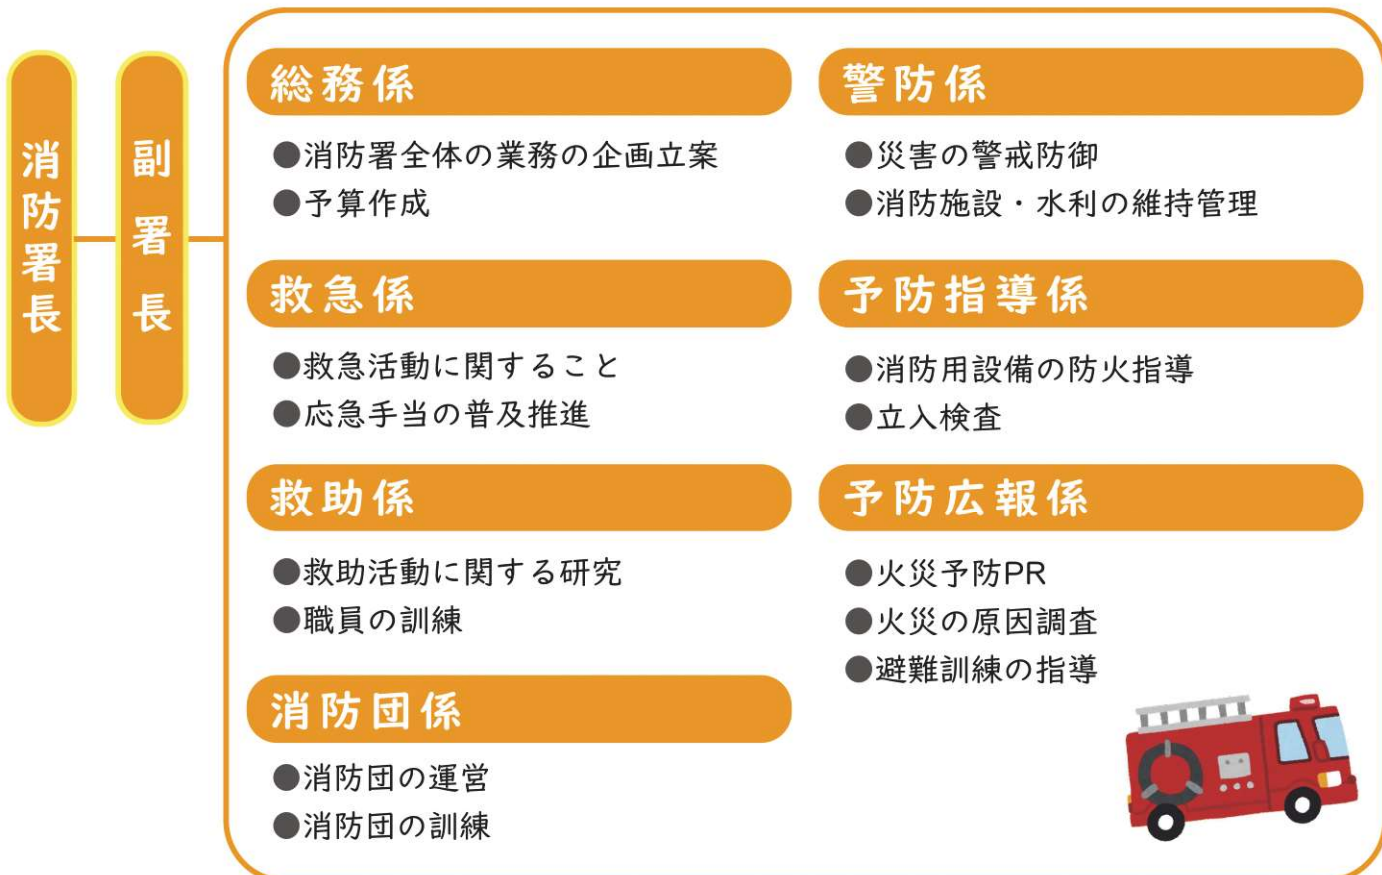 消防署長
副署長
総務係
●消防署全体の業務の企画立案
●予算作成
救急係
●救急活動に関すること
●応急手当の普及推進
救助係
●救助活動に関する研究
●職員の訓練
消防団係
●消防団の運営
●消防団の訓練
警防係
●災害の警戒防御
●消防施設・水利の維持管理
予防指導係
●消防用設備の防火指導
●立入検査
予防広報係
●火災予防PR
●火災の原因調査
●避難訓練の指導